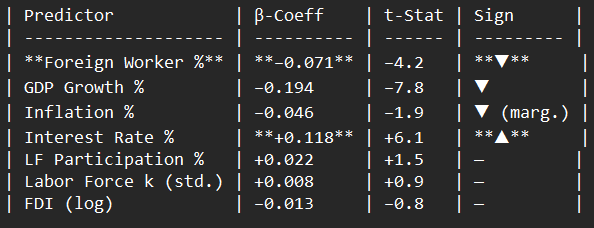 | Predictor | β-Coeff | t-Stat | Sign |
| -------------------- | ---------- | ------ | --------- |
| **Foreign Worker %** | **−0.071** | −4.2 | **▼** |
| GDP Growth % | −0.194 | −7.8 | ▼ |
| Inflation % | −0.046 | −1.9 | ▼ (marg.) |
| Interest Rate % | **+0.118** | +6.1 | **▲** |
| LF Participation % | +0.022 | +1.5 | – |
| Labor Force k (std.) | +0.008 | +0.9 | – |
| FDI (log) | −0.013 | −0.8 | – |